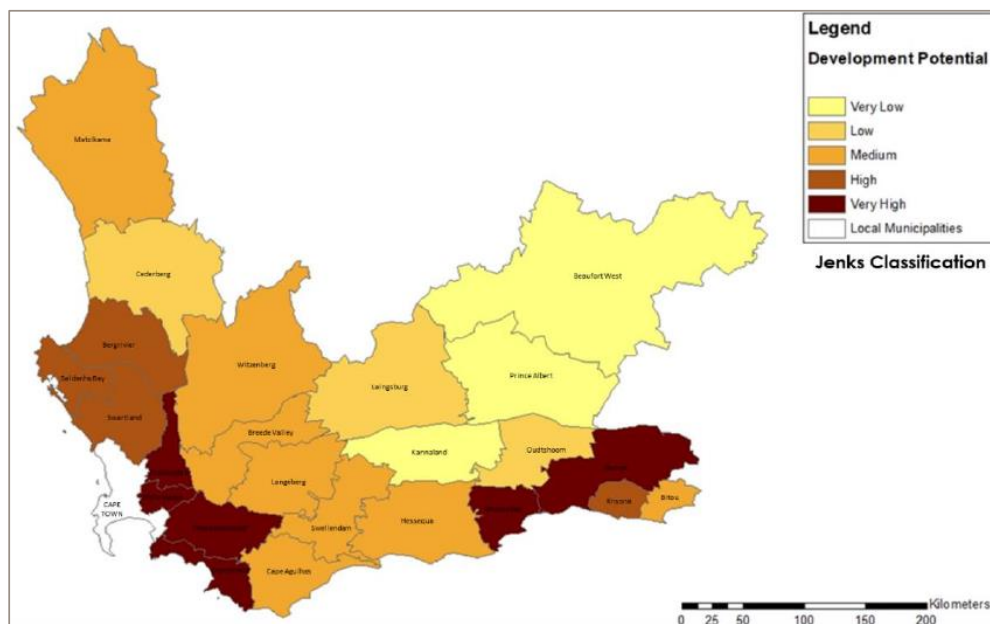 Legend
Development Potential
Very Low
Low
Medium
High
Very High
Local Municipalities
Jenks Classification
Matzikama
Cederberg
Bergrivier
Swartland
Witzenberg
Breede Valley
Langeberg
Laingsburg
Beaufort West
Prince Albert
Kannaland
Oudtshoorn
Knysna
Bitou
Hessequa
Swellendam
Cape Agulhas
CAPE
TOWN
Kilometers
0 12,5 25 50 100 150 200